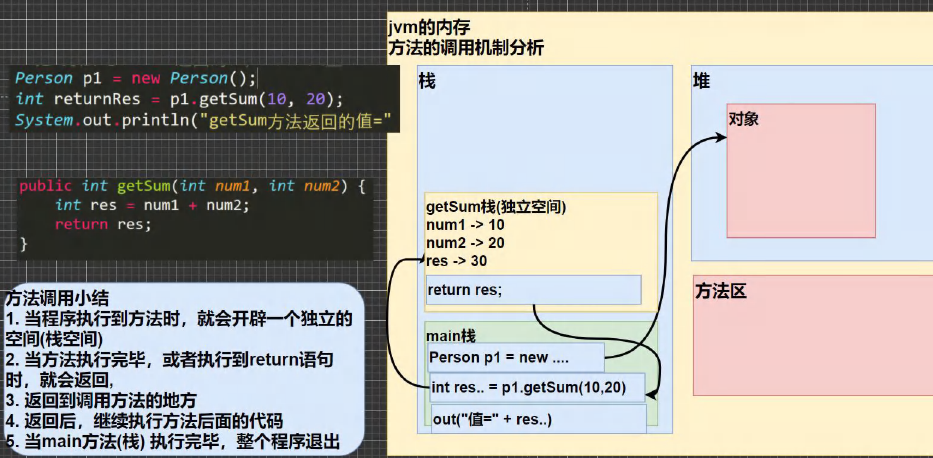 Person p1 = new Person();
int returnRes = p1.getSum(10, 20);
System.out.println("getSum方法返回的值="
public int getSum(int num1, int num2) {
int res = num1 + num2;
return res;
}
方法调用小结
1. 当程序执行到方法时，就会开辟一个独立的
空间(栈空间)
2. 当方法执行完毕，或者执行到return语句
时，就会返回,
3. 返回到调用方法的地方
4. 返回后，继续执行方法后面的代码
5. 当main方法(栈) 执行完毕，整个程序退出
jvm的内存
方法的调用机制分析
栈
getSum栈(独立空间)
num1 -> 10
num2 -> 20
res -> 30
return res;
main栈
Person p1 = new ....
int res.. = p1.getSum(10,20)
out("值=" + res..)
堆
对象
方法区